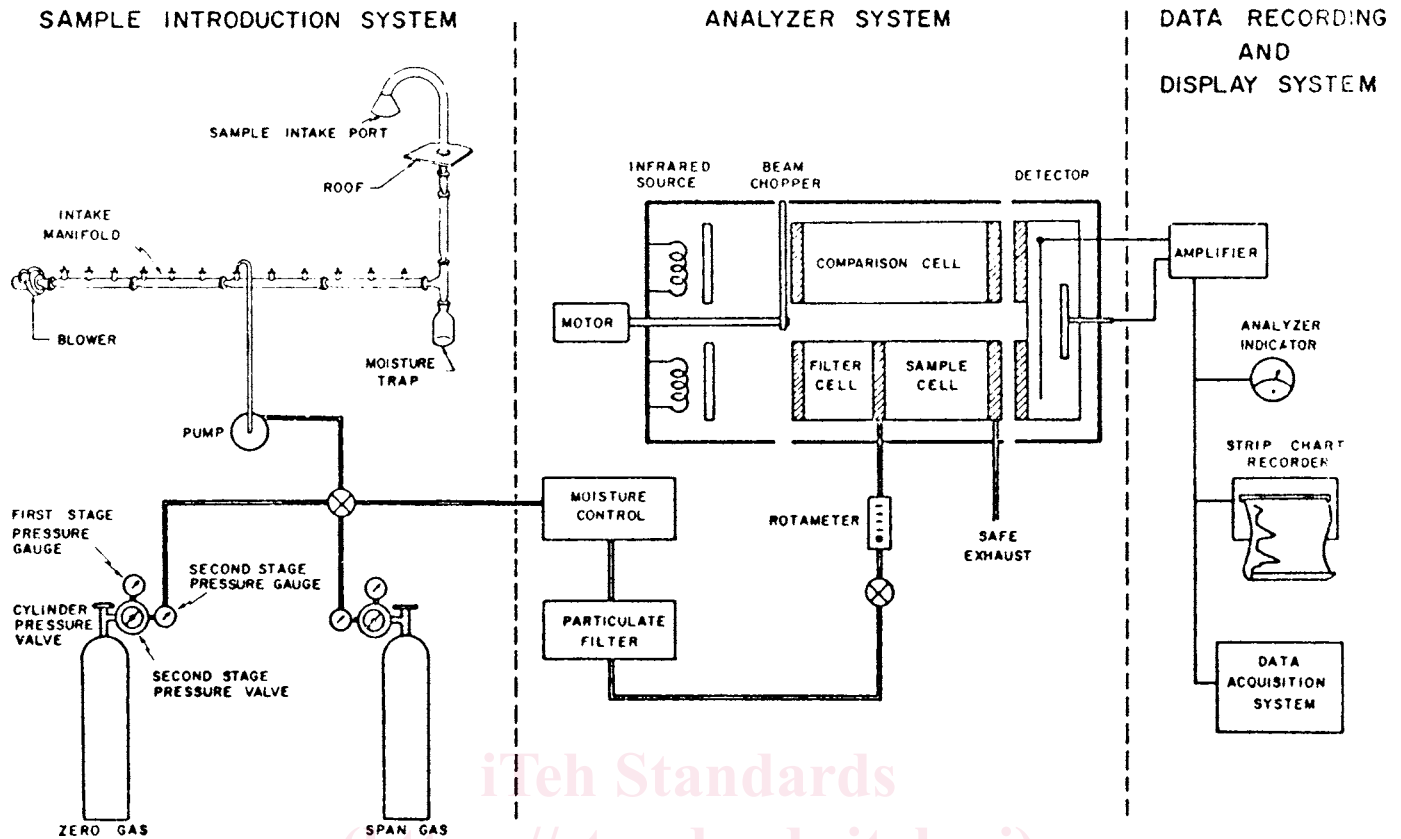 SAMPLE INTRODUCTION SYSTEM
SAMPLE INTAKE PORT
ROOF
INTAKE
MANIFOLD
BLOWER
MOISTURE
TRAP
PUMP
FIRST STAGE
PRESSURE
GAUGE
SECOND STAGE
PRESSURE GAUGE
CYLINDER
PRESSURE
VALVE
SECOND STAGE
PRESSURE VALVE
ZERO GAS
SPAN GAS
ANALYZER SYSTEM
INFRARED
SOURCE
BEAM
CHOPPER
DETECTOR
COMPARISON CELL
MOTOR
FILTER
CELL
SAMPLE
CELL
MOISTURE
CONTROL
ROTAMETER
SAFE
EXHAUST
PARTICULATE
FILTER
DATA RECORDING
AND
DISPLAY SYSTEM
AMPLIFIER
ANALYZER
INDICATOR
STRIP CHART
RECORDER
DATA
ACQUISITION
SYSTEM
iTeh Standards